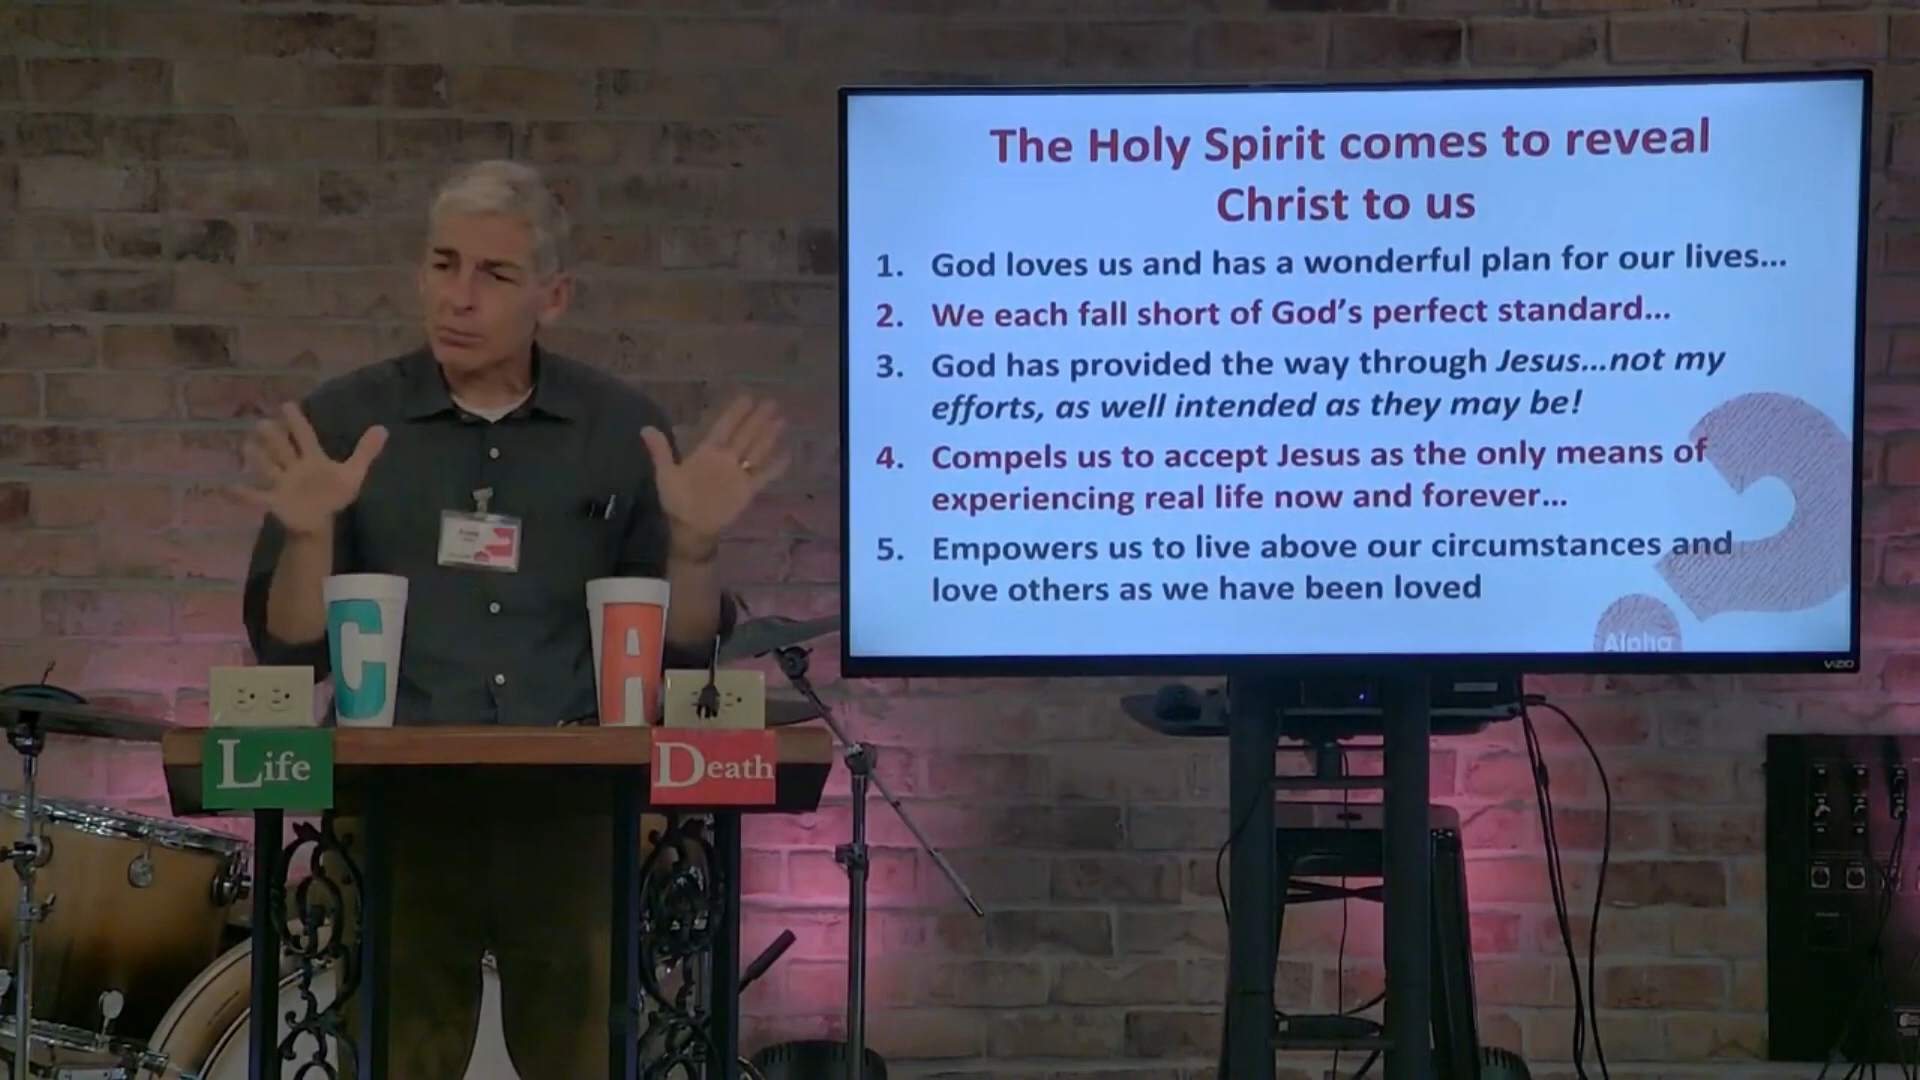 The Holy Spirit comes to reveal
Christ to us
1. God loves us and has a wonderful plan for our lives...
2. We each fall short of God's perfect standard...
3. God has provided the way through Jesus...not my
efforts, as well intended as they may be!
4. Compels us to accept Jesus as the only means of
experiencing real life now and forever...
5. Empowers us to live above our circumstances and
love others as we have been loved
Alpha
VIZIO
C
A
Life
Death